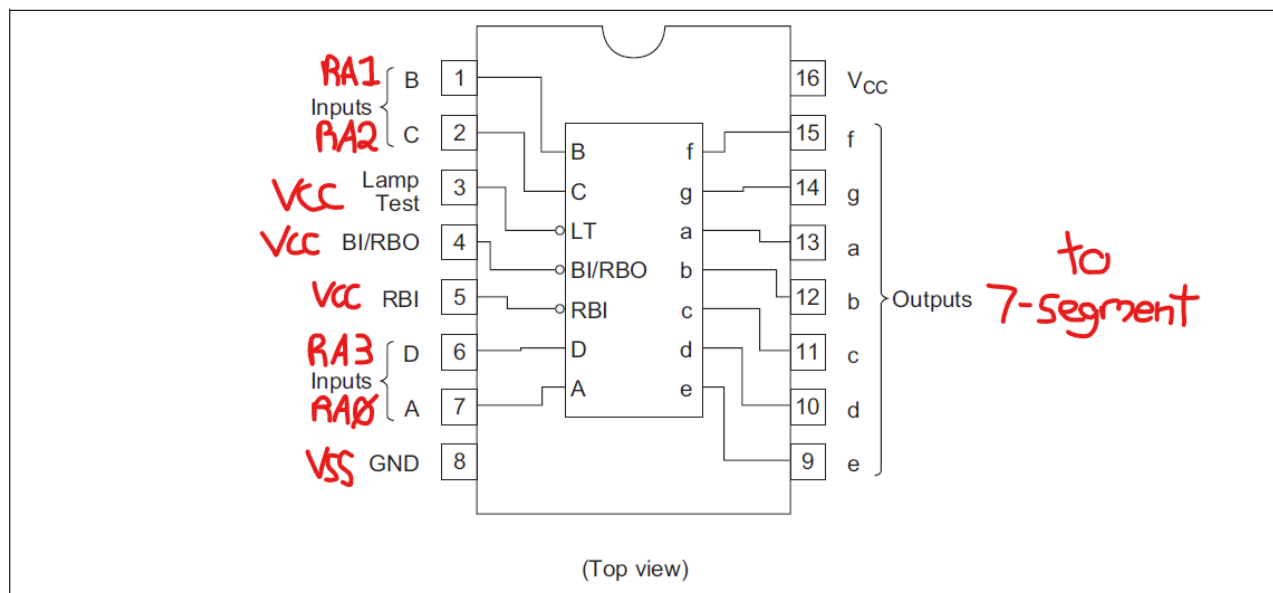 RA1 B 1
Inputs
RA2 C 2
VCC Lamp Test 3
VCC BI/RBO 4
VCC RBI 5
RA3 D 6
Inputs
RA0 A 7
VSS GND 8
B f
C g
LT a
BI/RBO b
RBI c
D d
A e
16 VCC
15 f
14 g
13 a
12 b
Outputs
11 c
10 d
9 e
to
7-segment
(Top view)